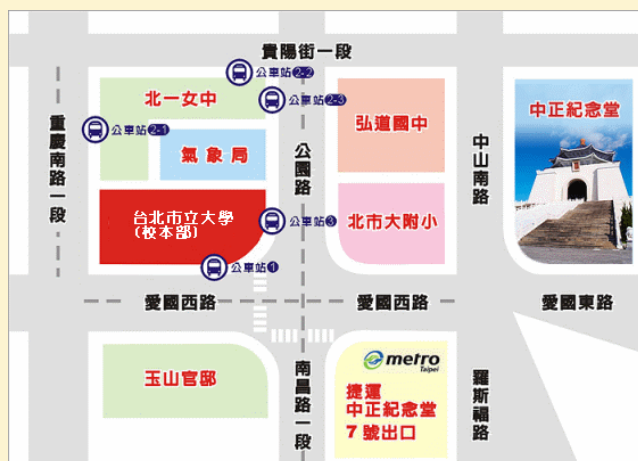 貴陽街一段
公車站2-2
北一女中
公車站2-3
弘道國中
中正紀念堂
重慶南路一段
公車站2-1
氣象局
公園路
中山南路
台北市立大學
(校本部)
公車站3
北市大附小
公車站1
愛國西路
愛國西路
愛國東路
玉山官邸
南昌路一段
metro
Taipei
捷運
中正紀念堂
7號出口
羅斯福路